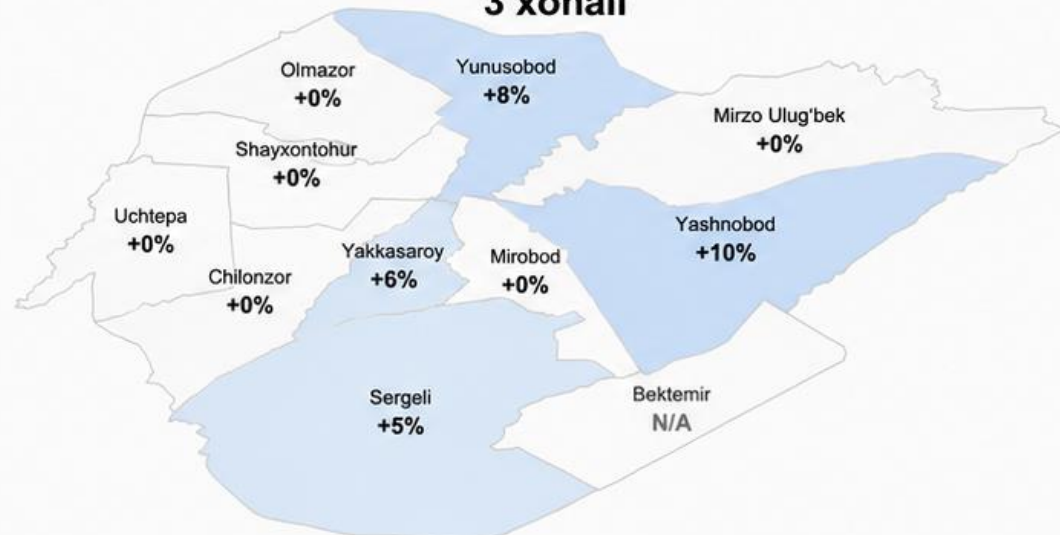 3 xonali
Olmazor
+0%
Yunusobod
+8%
Mirzo Ulug‘bek
+0%
Shayxontohur
+0%
Uchtepa
+0%
Chilonzor
+0%
Yakkasaroy
+6%
Mirobod
+0%
Yashnobod
+10%
Sergeli
+5%
Bektemir
N/A